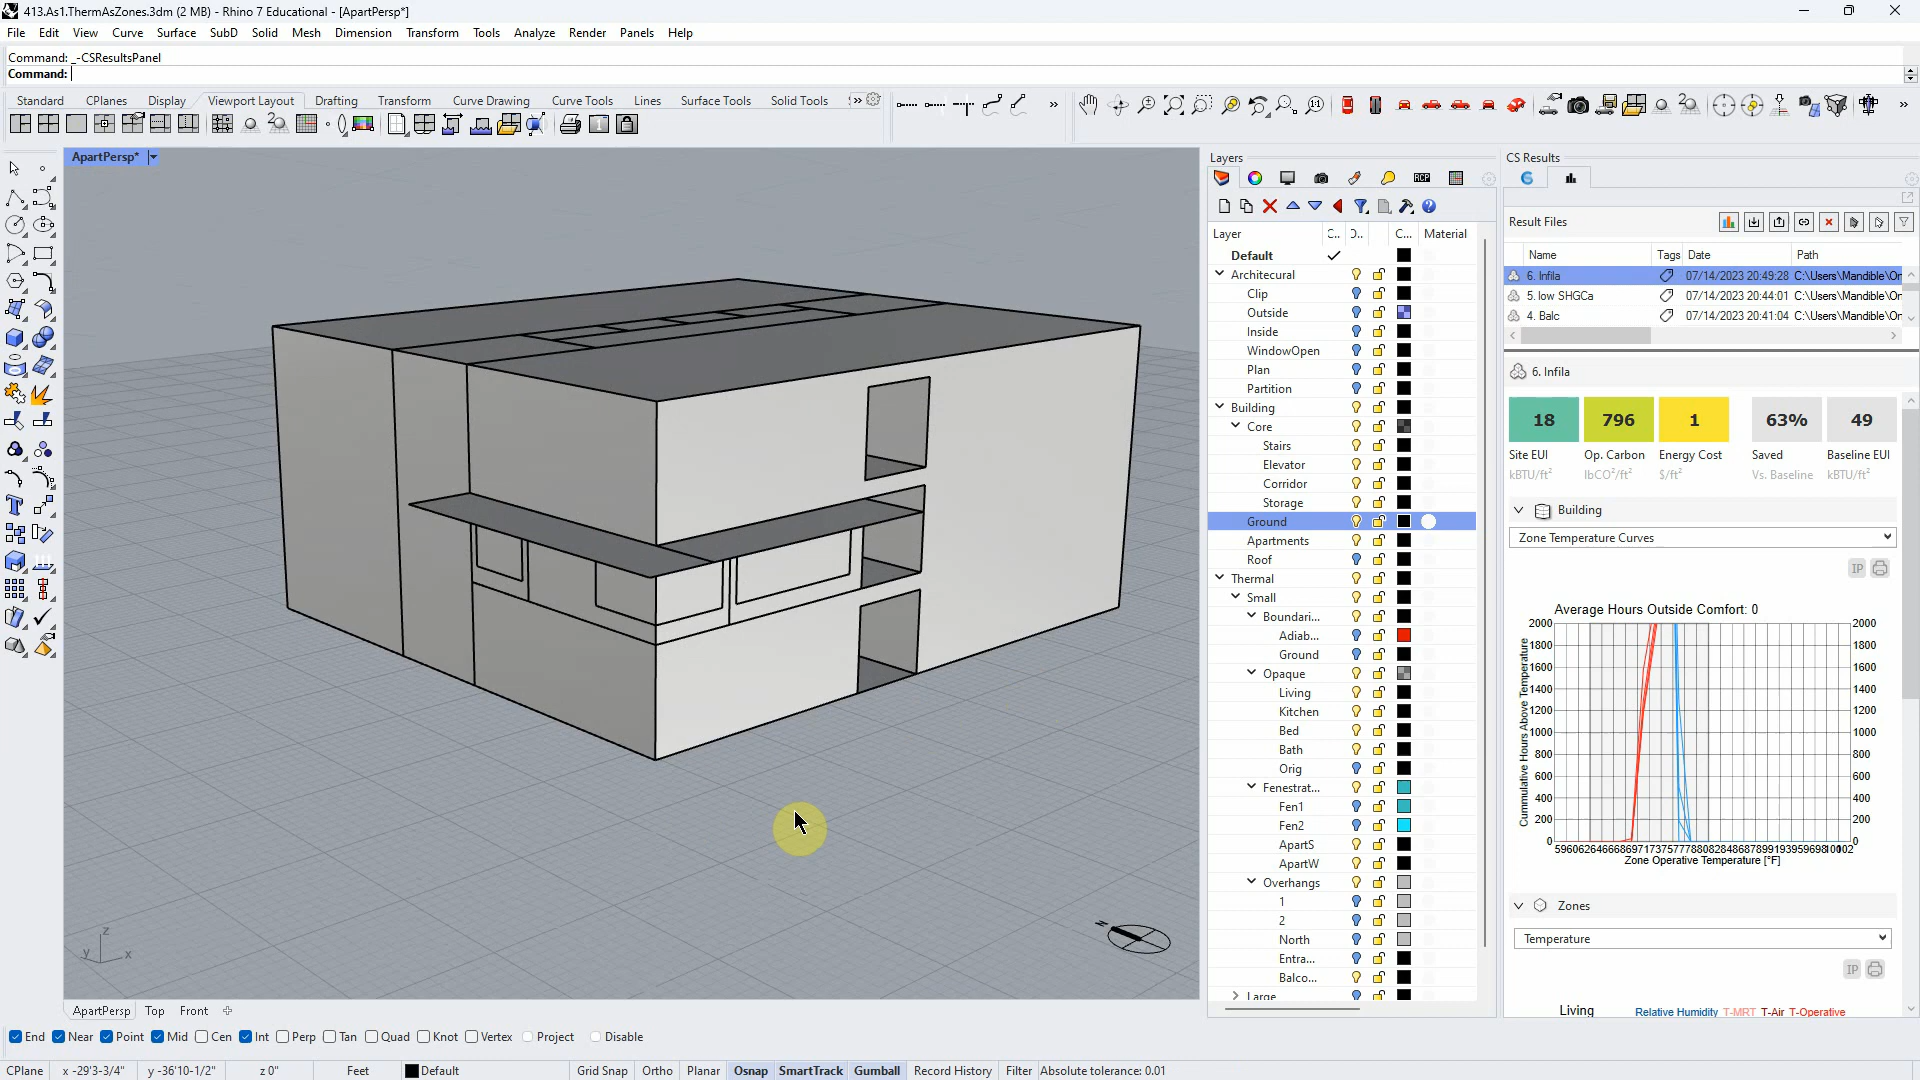 413.As1.ThermAsZones.3dm (2 MB) - Rhino 7 Educational - [ApartPersp*]
File Edit View Curve Surface SubD Solid Mesh Dimension Transform Tools Analyze Render Panels Help
Command: _-CSResultsPanel
Command:
Standard CPlanes Display Viewport Layout Drafting Transform Curve Drawing Curve Tools Lines Surface Tools Solid Tools
ApartPersp*
Layers
Layer C.. C... Material
Default
Architecural
Clip
Outside
Inside
WindowOpen
Plan
Partition
Building
Core
Stairs
Elevator
Corridor
Storage
Ground
Apartments
Roof
Thermal
Small
Boundari...
Adiab...
Ground
Opaque
Living
Kitchen
Bed
Bath
Orig
Fenestrat...
Fen1
Fen2
ApartS
ApartW
Overhangs
1
2
North
Entra...
Balco...
Large
CS Results
Result Files
Name Tags Date Path
6. Infila 07/14/2023 20:49:28 C:\Users\Mandible\On
5. low SHGCa 07/14/2023 20:44:01 C:\Users\Mandible\On
4. Balc 07/14/2023 20:41:04 C:\Users\Mandible\On
6. Infila
18 796 1 63% 49
Site EUI Op. Carbon Energy Cost Saved Baseline EUI
kBTU/ft² lbCO²/ft² $/ft² Vs. Baseline kBTU/ft²
Building
Zone Temperature Curves
IP
Average Hours Outside Comfort: 0
2000 2000
1800 1800
1600 1600
1400 1400
1200 1200
1000 1000
800 800
600 600
400 400
200 200
0 0
Cummulative Hours Above Temperature
Zone Operative Temperature [°F]
Zones
Temperature
IP
Living Relative Humidity T-MRT T-Air T-Operative
N
z
y x
ApartPersp Top Front
End Near Point Mid Cen Int Perp Tan Quad Knot Vertex Project Disable
CPlane x -29'3-3/4" y -36'10-1/2" z 0" Feet Default Grid Snap Ortho Planar Osnap SmartTrack Gumball Record History Filter Absolute tolerance: 0.01